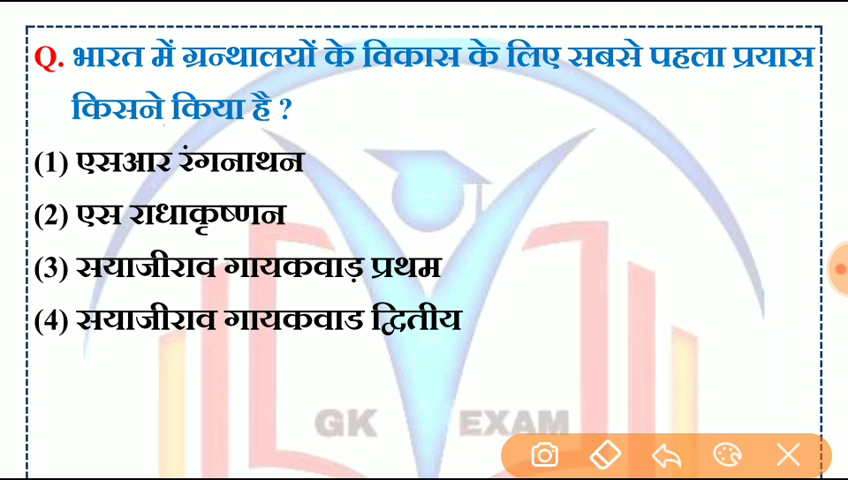 Q. भारत में ग्रन्थालयों के विकास के लिए सबसे पहला प्रयास
किसने किया है ?
(1) एसआर रंगनाथन
(2) एस राधाकृष्णन
(3) सयाजीराव गायकवाड़ प्रथम
(4) सयाजीराव गायकवाड द्वितीय
GK EXAM